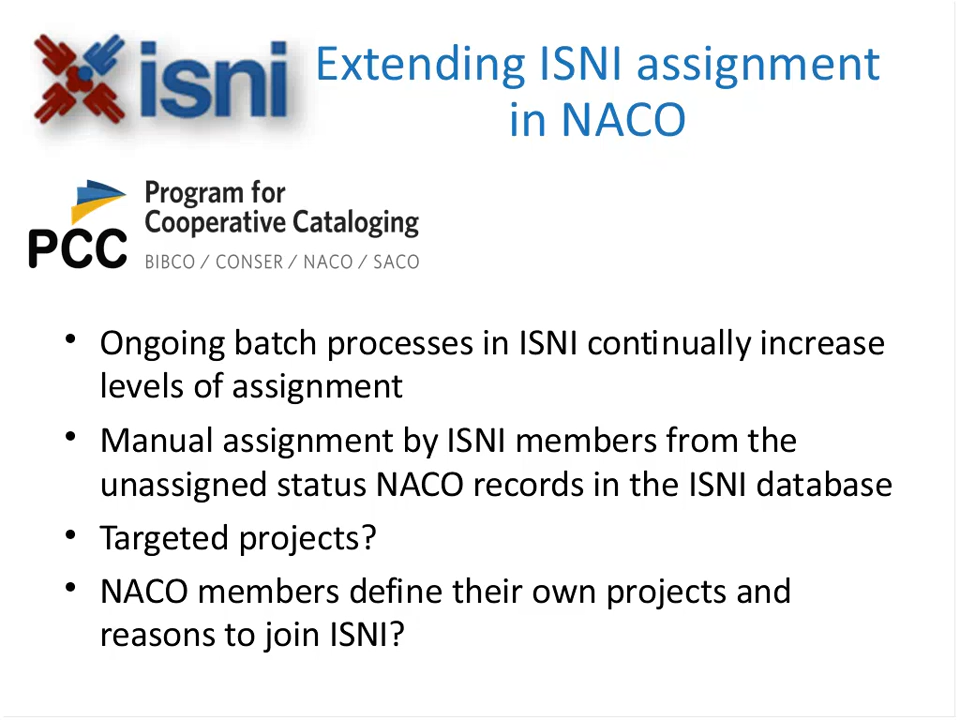 isni
Extending ISNI assignment
in NACO
PCC
Program for
Cooperative Cataloging
BIBCO / CONSER / NACO / SACO
• Ongoing batch processes in ISNI continually increase
levels of assignment
• Manual assignment by ISNI members from the
unassigned status NACO records in the ISNI database
• Targeted projects?
• NACO members define their own projects and
reasons to join ISNI?